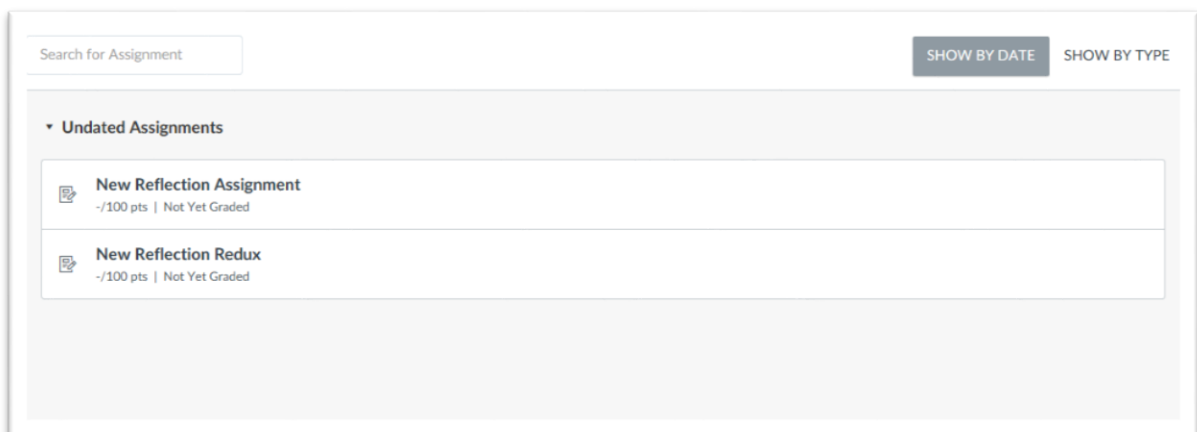 Search for Assignment
SHOW BY DATE
SHOW BY TYPE
Undated Assignments
New Reflection Assignment
-/100 pts | Not Yet Graded
New Reflection Redux
-/100 pts | Not Yet Graded